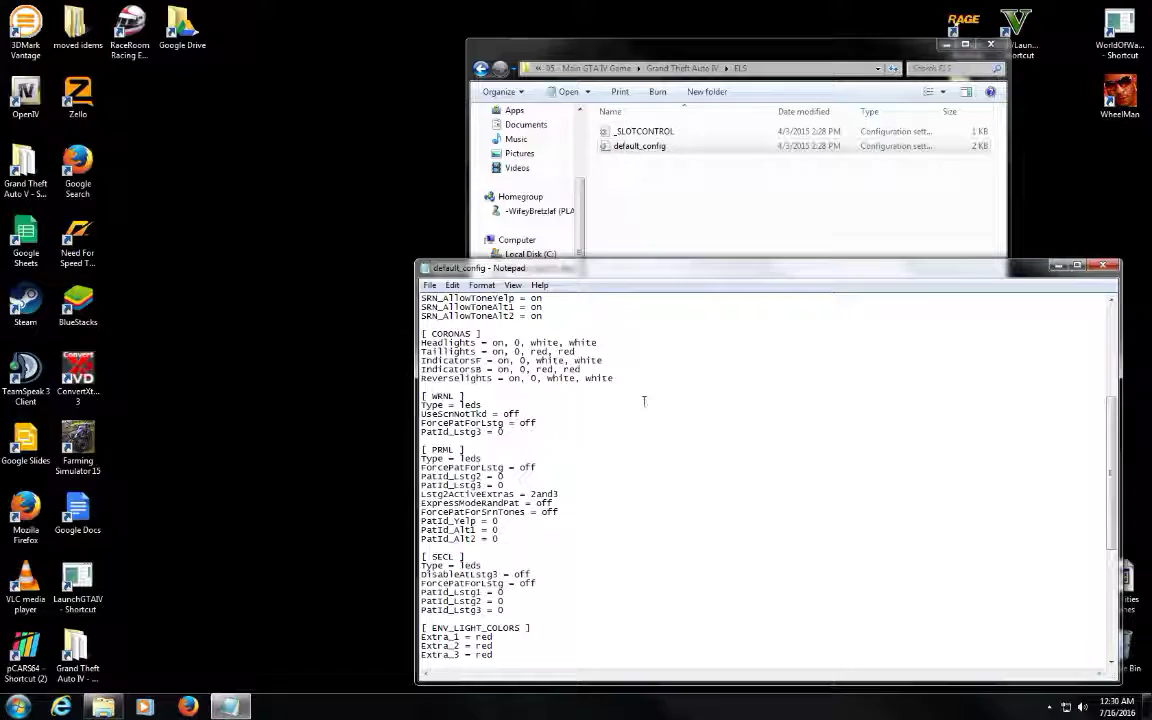 3DMark
Vantage
moved idems
RaceRoom
Racing E...
Google Drive
OpenIV
Zello
Grand Theft
Auto V - S...
Google
Search
Google
Sheets
Need For
Speed T...
Steam
BlueStacks
TeamSpeak 3
Client
ConvertXt...
3
Google Slides
Farming
Simulator 15
Mozilla
Firefox
Google Docs
VLC media
player
LaunchGTAIV
- Shortcut
pCARS64 -
Shortcut (2)
Grand Theft
Auto IV - ...
RAGE
WorldOfWa...
- Shortcut
WheelMan
« 05. - Main GTA IV Game ▸ Grand Theft Auto IV ▸ ELS
Search ELS
Organize
Open
Print
Burn
New folder
Apps
Documents
Music
Pictures
Videos
Homegroup
-WifeyBretzlaf (PLA
Computer
Local Disk (C:)
Name
Date modified
Type
Size
_SLOTCONTROL
4/3/2015 2:28 PM
Configuration sett...
1 KB
default_config
4/3/2015 2:28 PM
Configuration sett...
2 KB
default_config - Notepad
File Edit Format View Help
SRN_AllowToneYelp = on
SRN_AllowToneAlt1 = on
SRN_AllowToneAlt2 = on
[ CORONAS ]
Headlights = on, 0, white, white
Taillights = on, 0, red, red
IndicatorsF = on, 0, white, white
IndicatorsB = on, 0, red, red
Reverselights = on, 0, white, white
[ WRNL ]
Type = leds
UseScnNotTkd = off
ForcePatForLstg = off
PatId_Lstg3 = 0
[ PRML ]
Type = leds
ForcePatForLstg = off
PatId_Lstg2 = 0
PatId_Lstg3 = 0
Lstg2ActiveExtras = 2and3
ExpressModeRandPat = off
ForcePatForSrnTones = off
PatId_Yelp = 0
PatId_Alt1 = 0
PatId_Alt2 = 0
[ SECL ]
Type = leds
DisableAtLstg3 = off
ForcePatForLstg = off
PatId_Lstg1 = 0
PatId_Lstg2 = 0
PatId_Lstg3 = 0
[ ENV_LIGHT_COLORS ]
Extra_1 = red
Extra_2 = red
Extra_3 = red
12:30 AM
7/16/2016